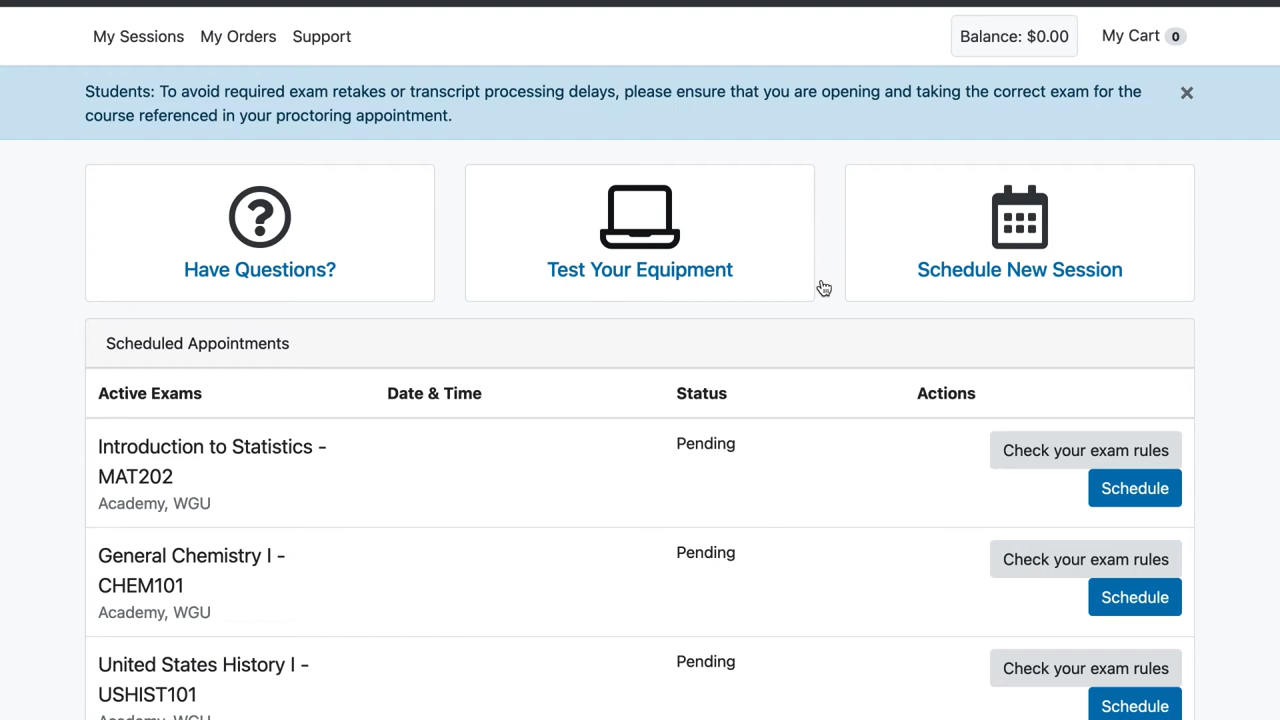 My Sessions My Orders Support Balance: $0.00 My Cart 0
Students: To avoid required exam retakes or transcript processing delays, please ensure that you are opening and taking the correct exam for the
course referenced in your proctoring appointment.
Have Questions?
Test Your Equipment
Schedule New Session
Scheduled Appointments
Active Exams Date & Time Status Actions
Introduction to Statistics -
MAT202
Academy, WGU
Pending
Check your exam rules
Schedule
General Chemistry I -
CHEM101
Academy, WGU
Pending
Check your exam rules
Schedule
United States History I -
USHIST101
Academy, WGU
Pending
Check your exam rules
Schedule